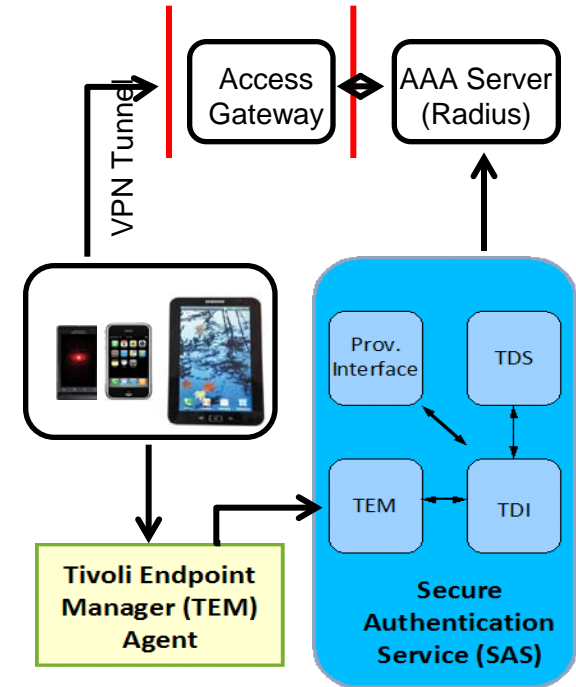 Access
Gateway
AAA Server
(Radius)
VPN Tunnel
Prov.
Interface
TDS
TEM
TDI
Tivoli Endpoint
Manager (TEM)
Agent
Secure
Authentication
Service (SAS)